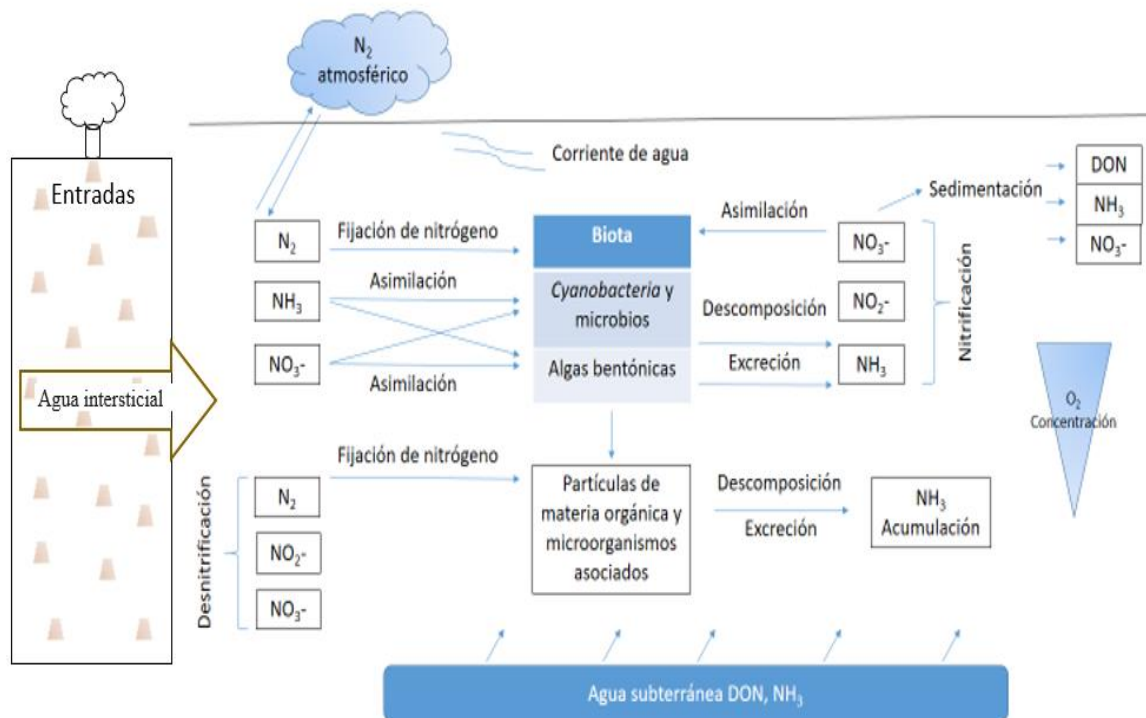 N₂
atmosférico
Entradas
Corriente de agua
Sedimentación
DON
NH₃
NO₃-
N₂
Fijación de nitrógeno
Biota
Asimilación
NO₃-
NH₃
Asimilación
Cyanobacteria y
microbios
Descomposición
NO₂-
Nitrificación
NO₃-
Asimilación
Algas bentónicas
Excreción
NH₃
Agua intersticial
O₂
Concentración
Desnitrificación
N₂
NO₂-
NO₃-
Fijación de nitrógeno
Partículas de
materia orgánica y
microorganismos
asociados
Descomposición
Excreción
NH₃
Acumulación
Agua subterránea DON, NH₃